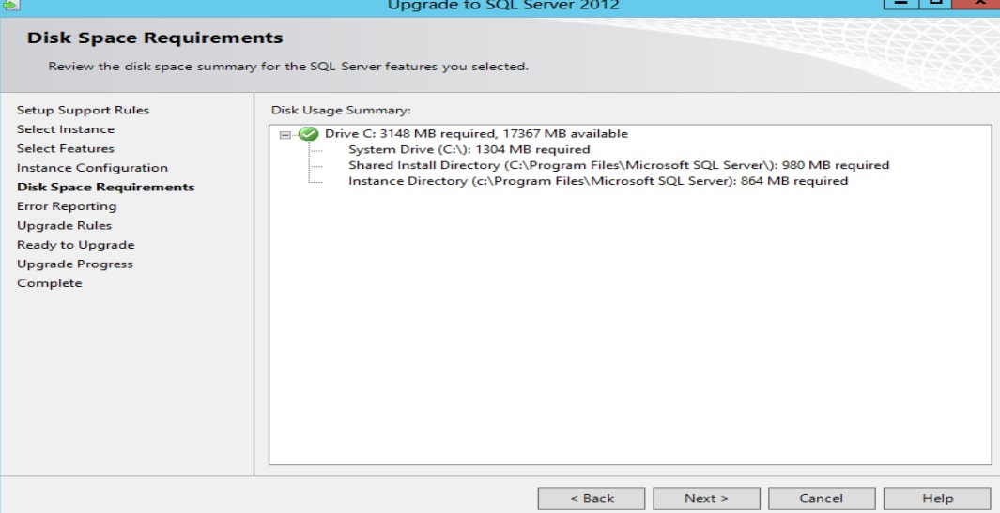 Upgrade to SQL Server 2012
Disk Space Requirements
Review the disk space summary for the SQL Server features you selected.
Setup Support Rules
Select Instance
Select Features
Instance Configuration
Disk Space Requirements
Error Reporting
Upgrade Rules
Ready to Upgrade
Upgrade Progress
Complete
Disk Usage Summary:
Drive C: 3148 MB required, 17367 MB available
System Drive (C:\): 1304 MB required
Shared Install Directory (C:\Program Files\Microsoft SQL Server\): 980 MB required
Instance Directory (c:\Program Files\Microsoft SQL Server): 864 MB required
< Back Next > Cancel Help